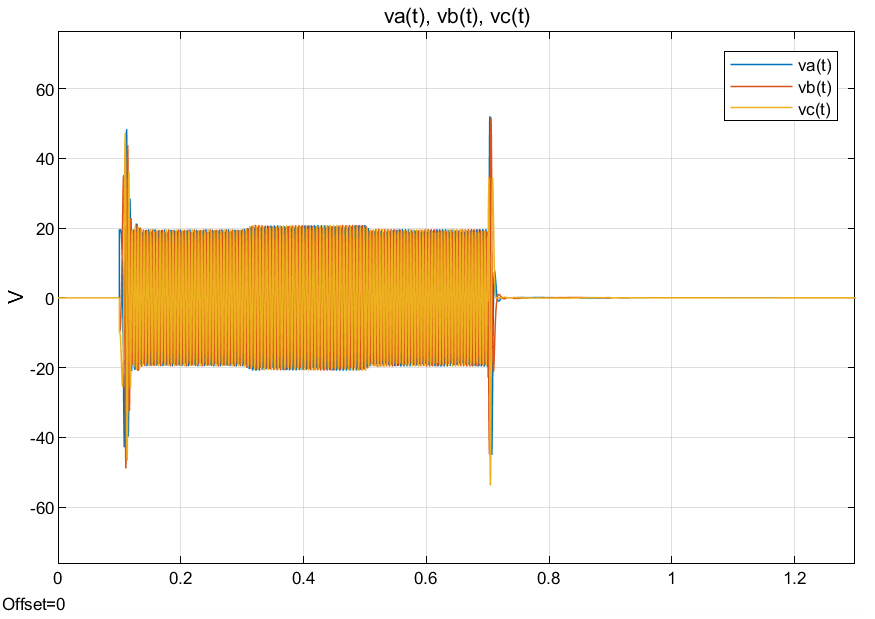 va(t), vb(t), vc(t)
va(t)
vb(t)
vc(t)
V
60
40
20
0
-20
-40
-60
0 0.2 0.4 0.6 0.8 1 1.2
Offset=0